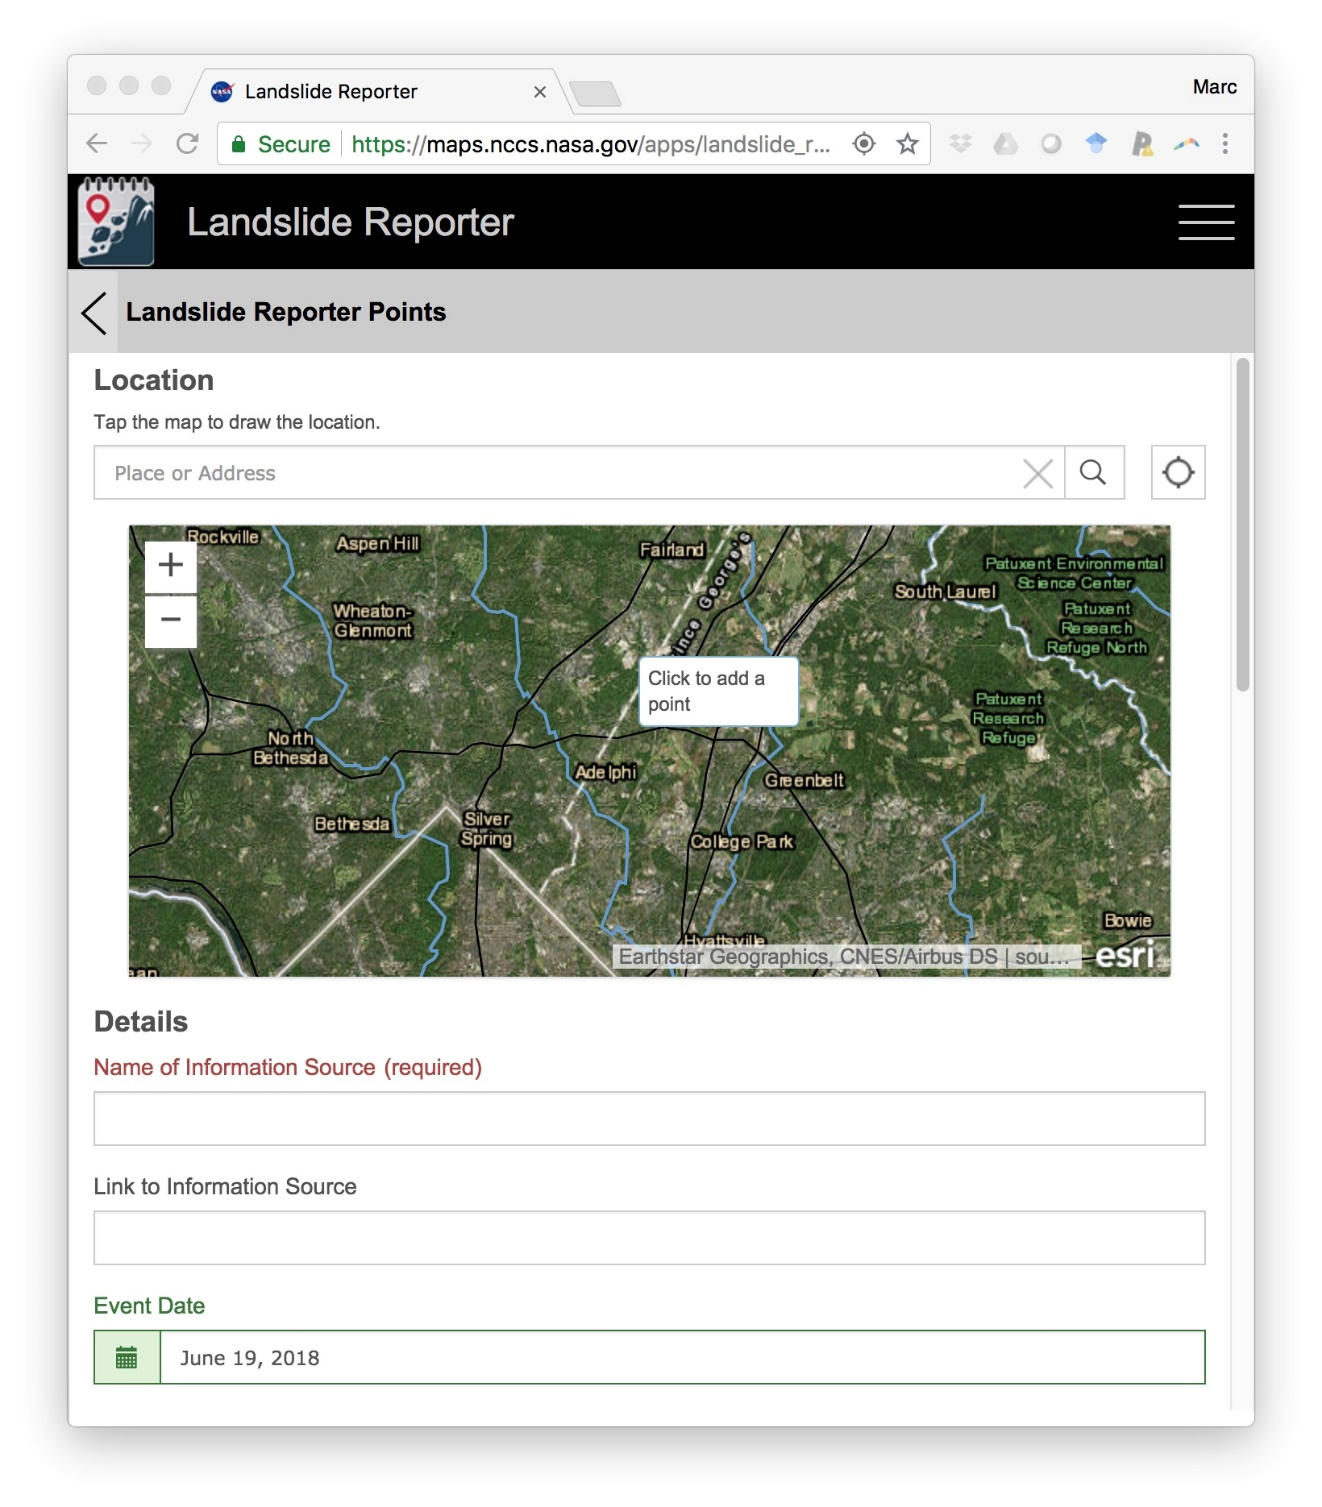 Landslide Reporter
Marc
Secure
https://maps.nccs.nasa.gov/apps/landslide_r...
Landslide Reporter
Landslide Reporter Points
Location
Tap the map to draw the location.
Place or Address
Rockville
Aspen Hill
Fairland
Prince George's
Patuxent Environmental
Science Center
South Laurel
Wheaton-
Glenmont
Patuxent
Research
Refuge North
Click to add a
point
Patuxent
Research
Refuge
North
Bethesda
Adelphi
Greenbelt
Bethesda
Silver
Spring
College Park
Bowie
Hyattsville
Earthstar Geographics, CNES/Airbus DS | sou...
esri
Details
Name of Information Source (required)
Link to Information Source
Event Date
June 19, 2018